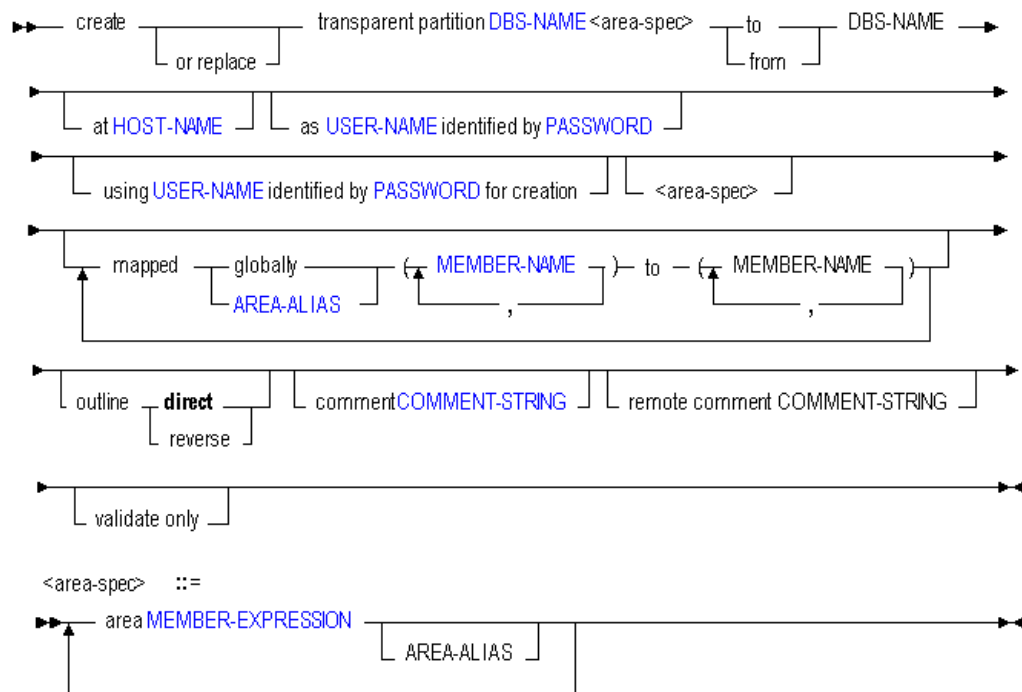 create transparent partition DBS-NAME <area-spec> to DBS-NAME
or replace from
at HOST-NAME as USER-NAME identified by PASSWORD
using USER-NAME identified by PASSWORD for creation <area-spec>
mapped globally ( MEMBER-NAME ) to ( MEMBER-NAME )
AREA-ALIAS , ,
outline direct comment COMMENT-STRING remote comment COMMENT-STRING
reverse
validate only
<area-spec> ::=
area MEMBER-EXPRESSION
AREA-ALIAS